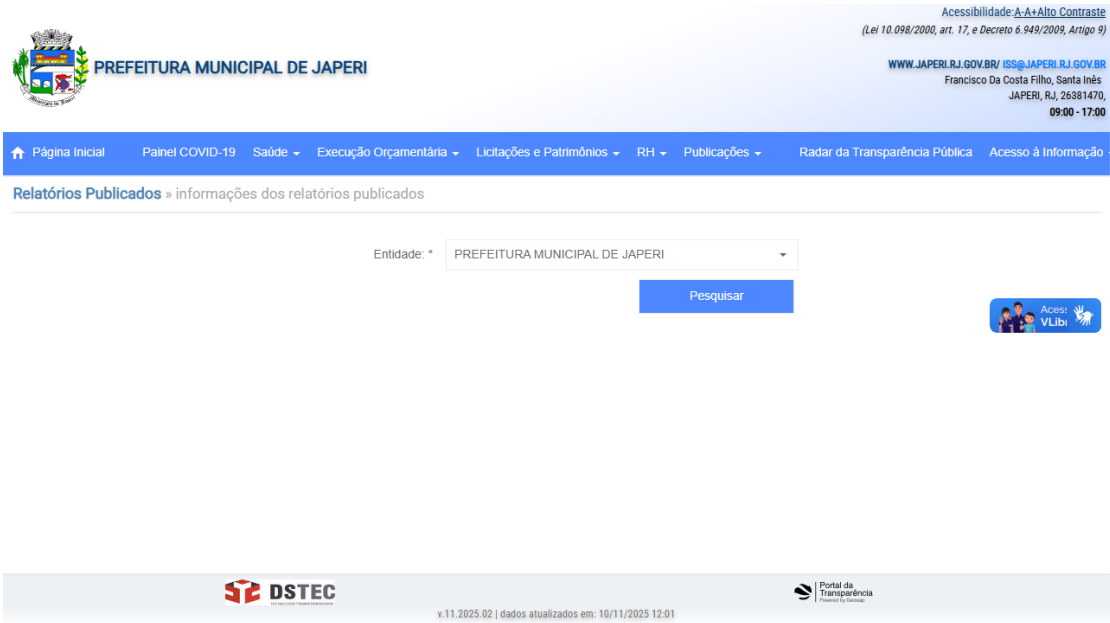 Acessibilidade:A-A+Alto Contraste
(Lei 10.098/2000, art. 17, e Decreto 6.949/2009, Artigo 9)
PREFEITURA MUNICIPAL DE JAPERI
WWW.JAPERI.RJ.GOV.BR/ ISS@JAPERI.RJ.GOV.BR
Francisco Da Costa Filho, Santa Inês
JAPERI, RJ, 26381470,
09:00 - 17:00
Página Inicial Painel COVID-19 Saúde Execução Orçamentária Licitações e Patrimônios RH Publicações Radar da Transparência Pública Acesso à Informação
Relatórios Publicados » informações dos relatórios publicados
Entidade: * PREFEITURA MUNICIPAL DE JAPERI
Pesquisar
VLib
DSTEC
Portal da
Transparência
v.11.2025.02 | dados atualizados em: 10/11/2025 12:01